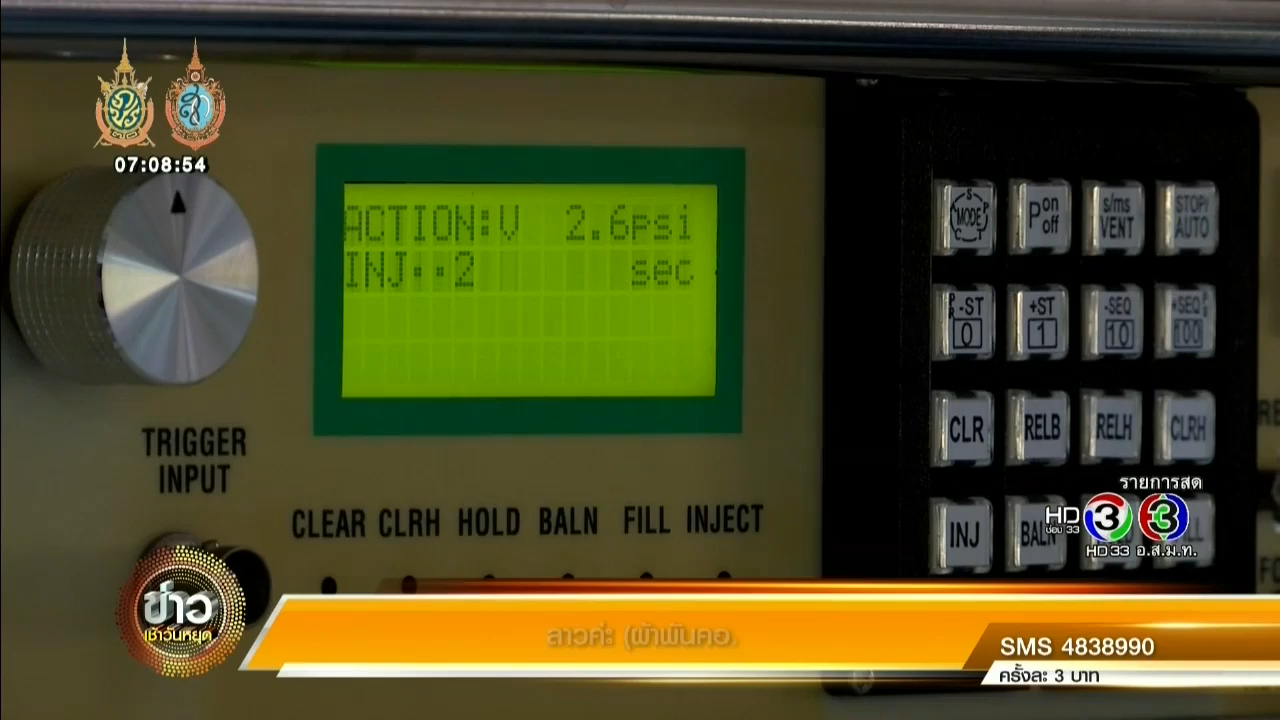 07:08:54
ACTION:V 2.6psi
INJ··2 sec
TRIGGER
INPUT
CLEAR CLRH HOLD BALN FILL INJECT
S
MODE P
C T
P on
off
s/ms
VENT
STOP/
AUTO
-ST
0
+ST
1
-SEQ
10
+SEQ
100
CLR
RELB
RELH
CLRH
INJ
BALN
รายการสด
HD
ช่อง 33
3
3
HD33 อ.ส.ม.ท.
ข่าว
เช้าวันหยุด
ลาวค่ะ (ผ้าพันคอ.
SMS 4838990
ครั้งละ 3 บาท